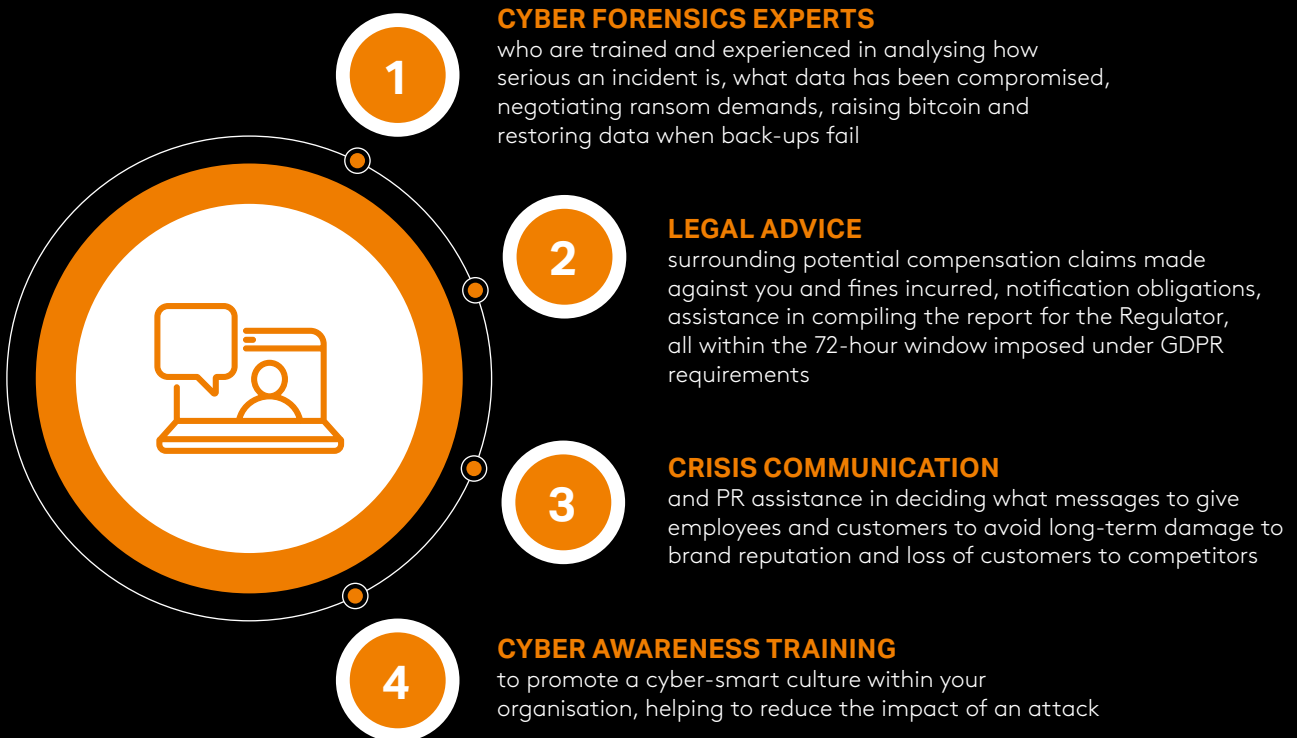 1
CYBER FORENSICS EXPERTS
who are trained and experienced in analysing how
serious an incident is, what data has been compromised,
negotiating ransom demands, raising bitcoin and
restoring data when back-ups fail
2
LEGAL ADVICE
surrounding potential compensation claims made
against you and fines incurred, notification obligations,
assistance in compiling the report for the Regulator,
all within the 72-hour window imposed under GDPR
requirements
3
CRISIS COMMUNICATION
and PR assistance in deciding what messages to give
employees and customers to avoid long-term damage to
brand reputation and loss of customers to competitors
4
CYBER AWARENESS TRAINING
to promote a cyber-smart culture within your
organisation, helping to reduce the impact of an attack